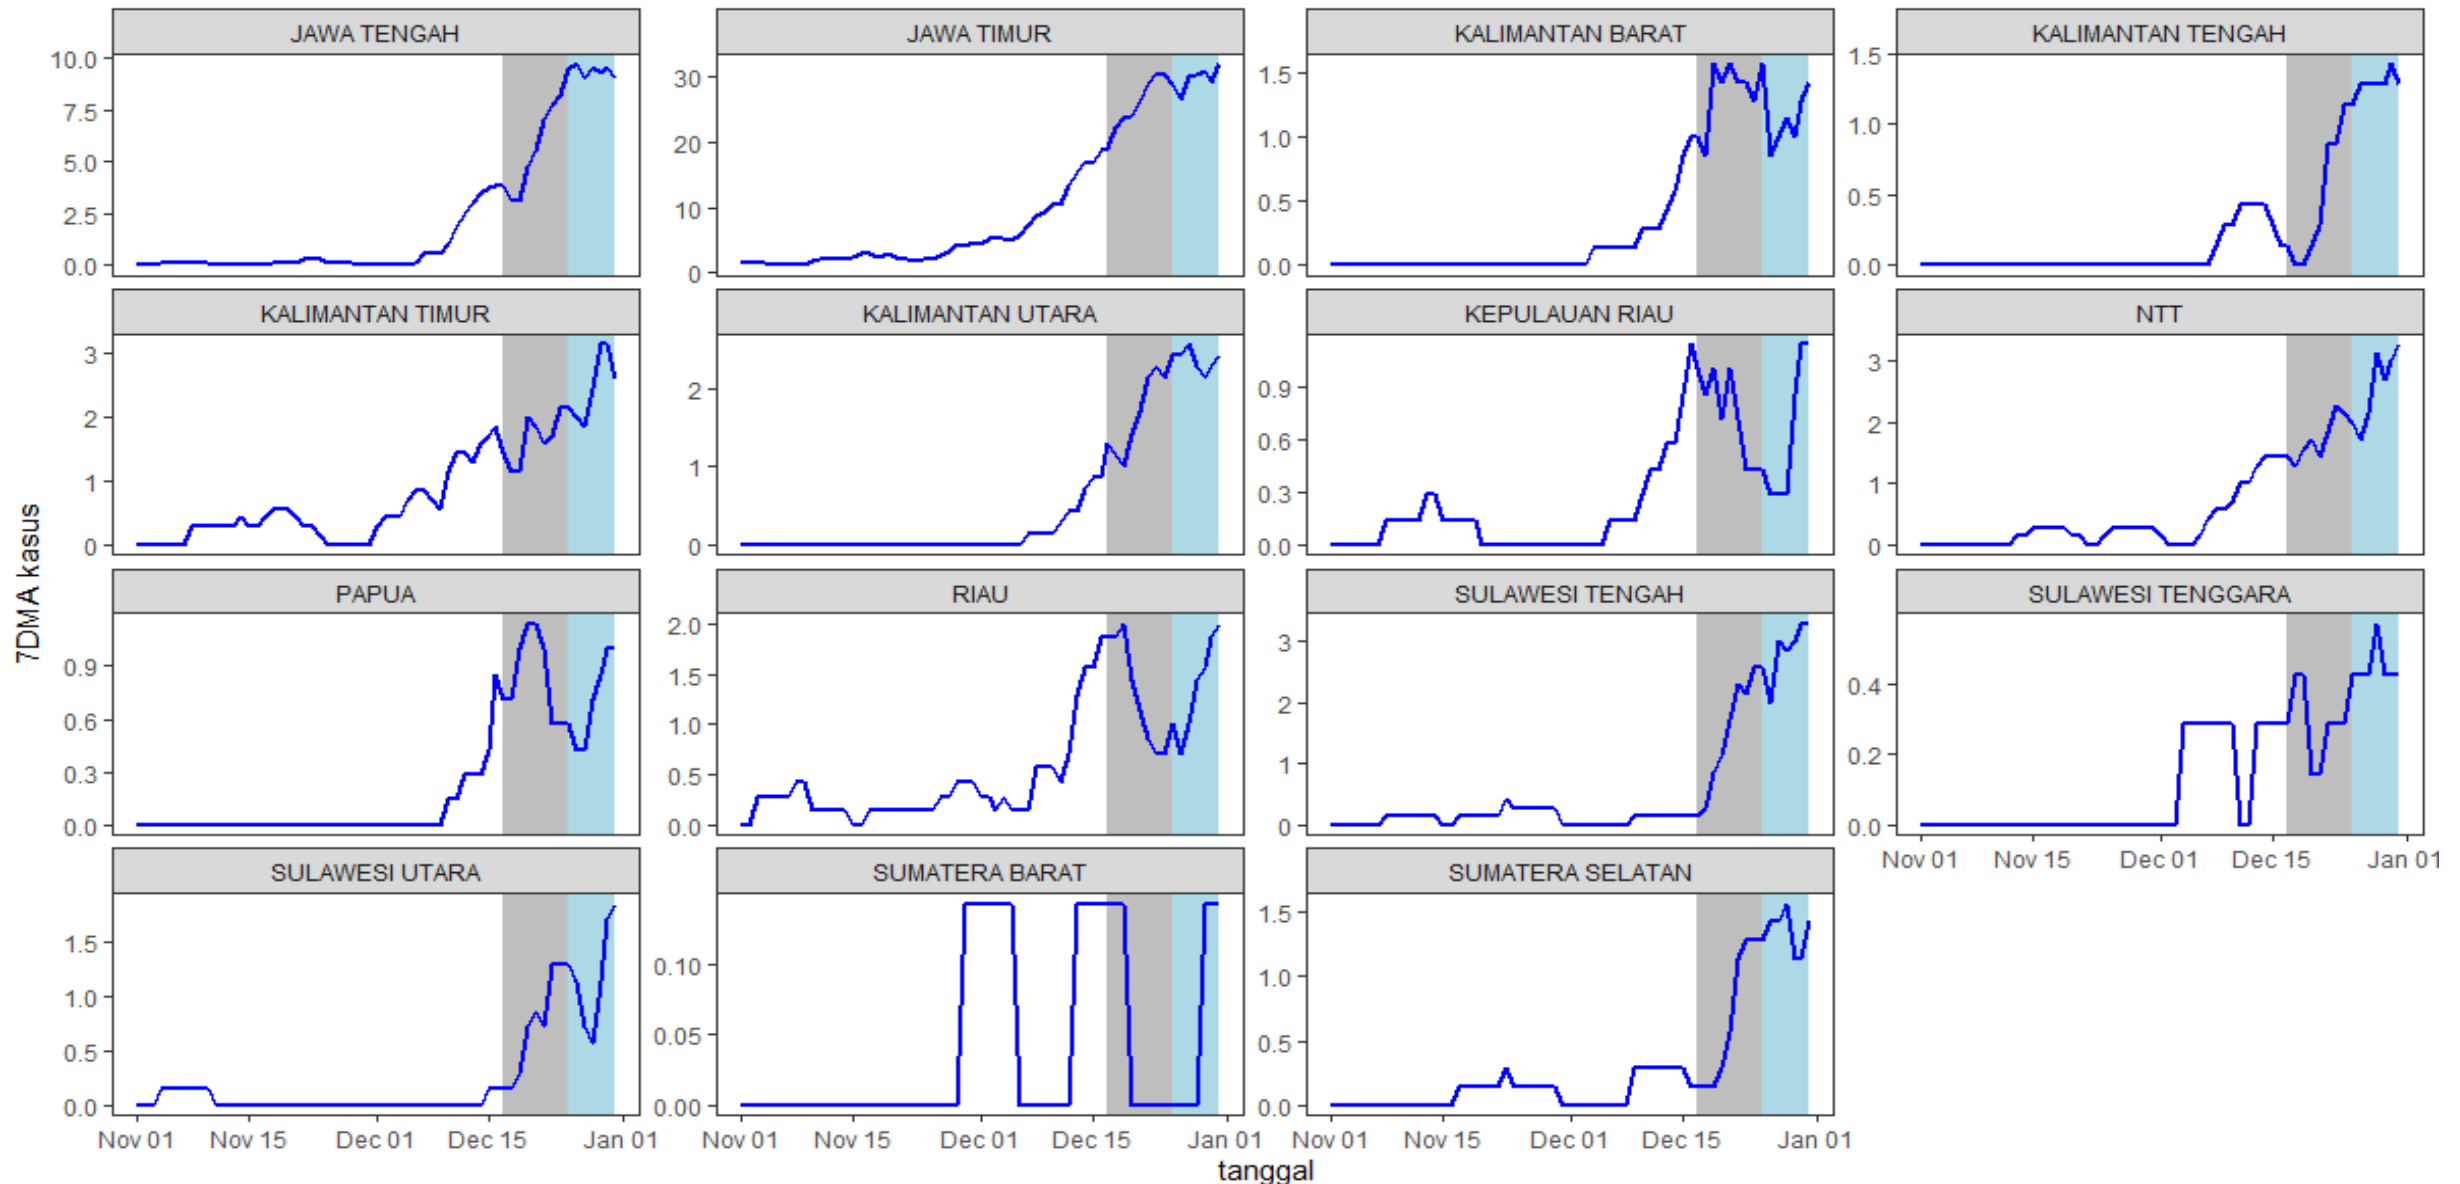 JAWA TENGAH
JAWA TIMUR
KALIMANTAN BARAT
KALIMANTAN TENGAH
10.0
7.5
5.0
2.5
0.0
30
20
10
0
1.5
1.0
0.5
0.0
1.5
1.0
0.5
0.0
KALIMANTAN TIMUR
KALIMANTAN UTARA
KEPULAUAN RIAU
NTT
3
2
1
0
2
1
0
0.9
0.6
0.3
0.0
3
2
1
0
7DMA kasus
PAPUA
RIAU
SULAWESI TENGAH
SULAWESI TENGGARA
0.9
0.6
0.3
0.0
2.0
1.5
1.0
0.5
0.0
3
2
1
0
0.4
0.2
0.0
Nov 01 Nov 15 Dec 01 Dec 15 Jan 01
SULAWESI UTARA
SUMATERA BARAT
SUMATERA SELATAN
1.5
1.0
0.5
0.0
0.10
0.05
0.00
1.5
1.0
0.5
0.0
Nov 01 Nov 15 Dec 01 Dec 15 Jan 01
Nov 01 Nov 15 Dec 01 Dec 15 Jan 01
Nov 01 Nov 15 Dec 01 Dec 15 Jan 01
tanggal